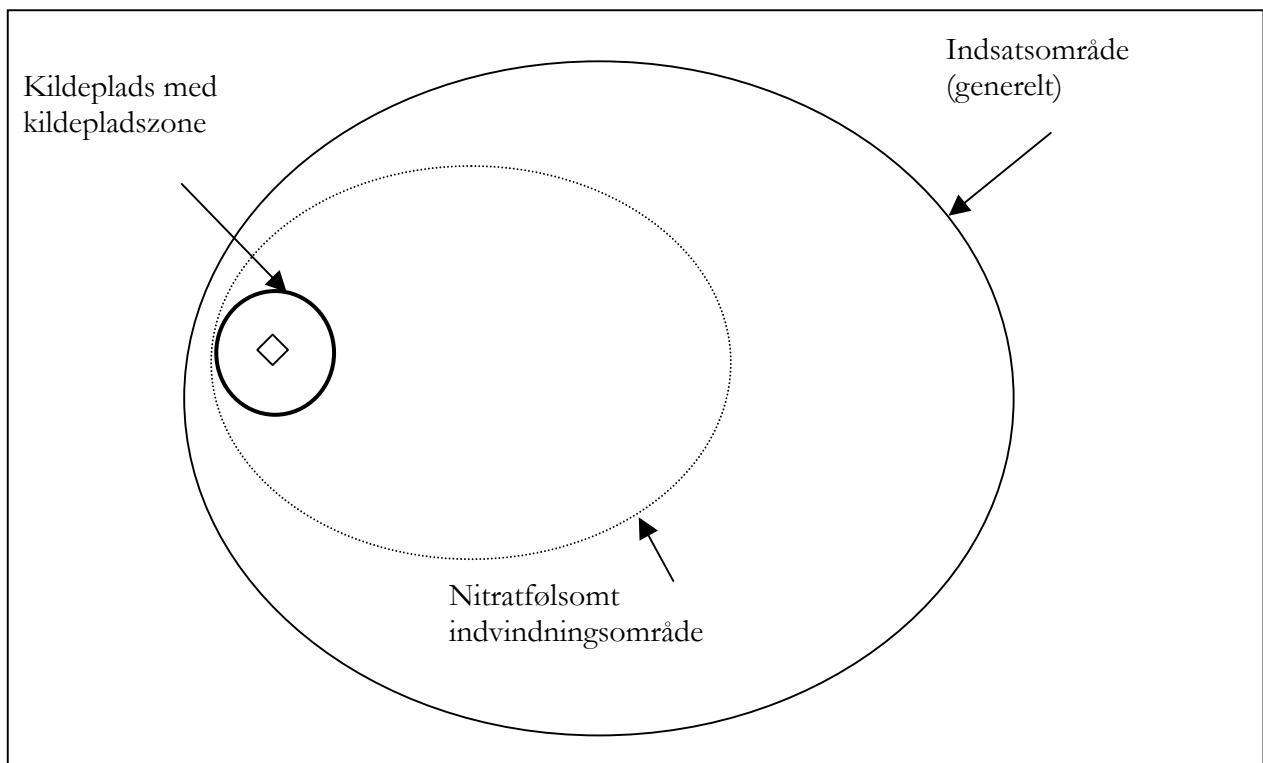 Kildeplads med
kildepladszone
Indsatsområde
(generelt)
Nitratfølsomt
indvindningsområde